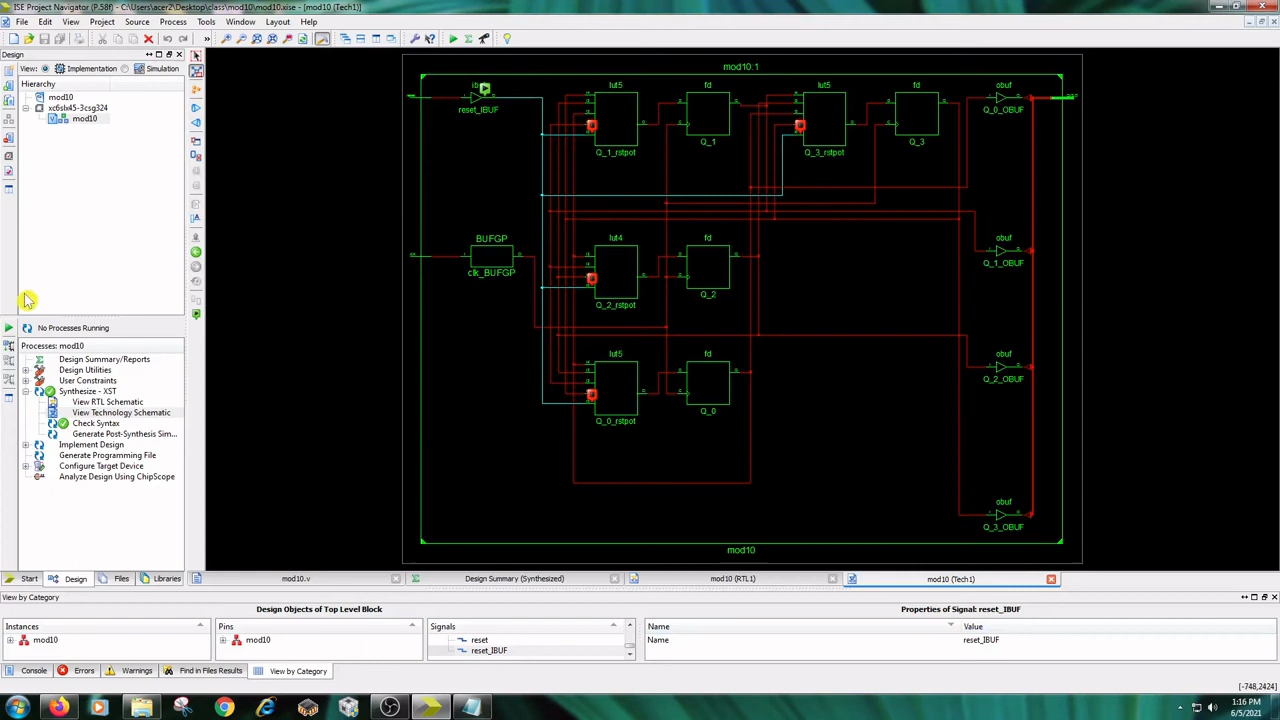 ISE Project Navigator (P.58f) - C:\Users\acer2\Desktop\class\mod10\mod10.xise - [mod10 (Tech1)]
File Edit View Project Source Process Tools Window Layout Help
Design
View: Implementation Simulation
Hierarchy
mod10
xc6slx45-3csg324
mod10
No Processes Running
Processes: mod10
Design Summary/Reports
Design Utilities
User Constraints
Synthesize - XST
View RTL Schematic
View Technology Schematic
Check Syntax
Generate Post-Synthesis Sim...
Implement Design
Generate Programming File
Configure Target Device
Analyze Design Using ChipScope
Start Design Files Libraries
mod10:1
reset_IBUF
lut5
Q_1_rstpot
fd
Q_1
lut5
Q_3_rstpot
fd
Q_3
obuf
Q_0_OBUF
BUFGP
clk_BUFGP
lut4
Q_2_rstpot
fd
Q_2
obuf
Q_1_OBUF
lut5
Q_0_rstpot
fd
Q_0
obuf
Q_2_OBUF
obuf
Q_3_OBUF
mod10
mod10.v Design Summary (Synthesized) mod10 (RTL1) mod10 (Tech1)
View by Category
Design Objects of Top Level Block Properties of Signal: reset_IBUF
Instances Pins Signals Name Value
mod10 mod10 reset Name reset_IBUF
reset_IBUF
Console Errors Warnings Find in Files Results View by Category
[-748,2424]
1:16 PM
6/5/2021